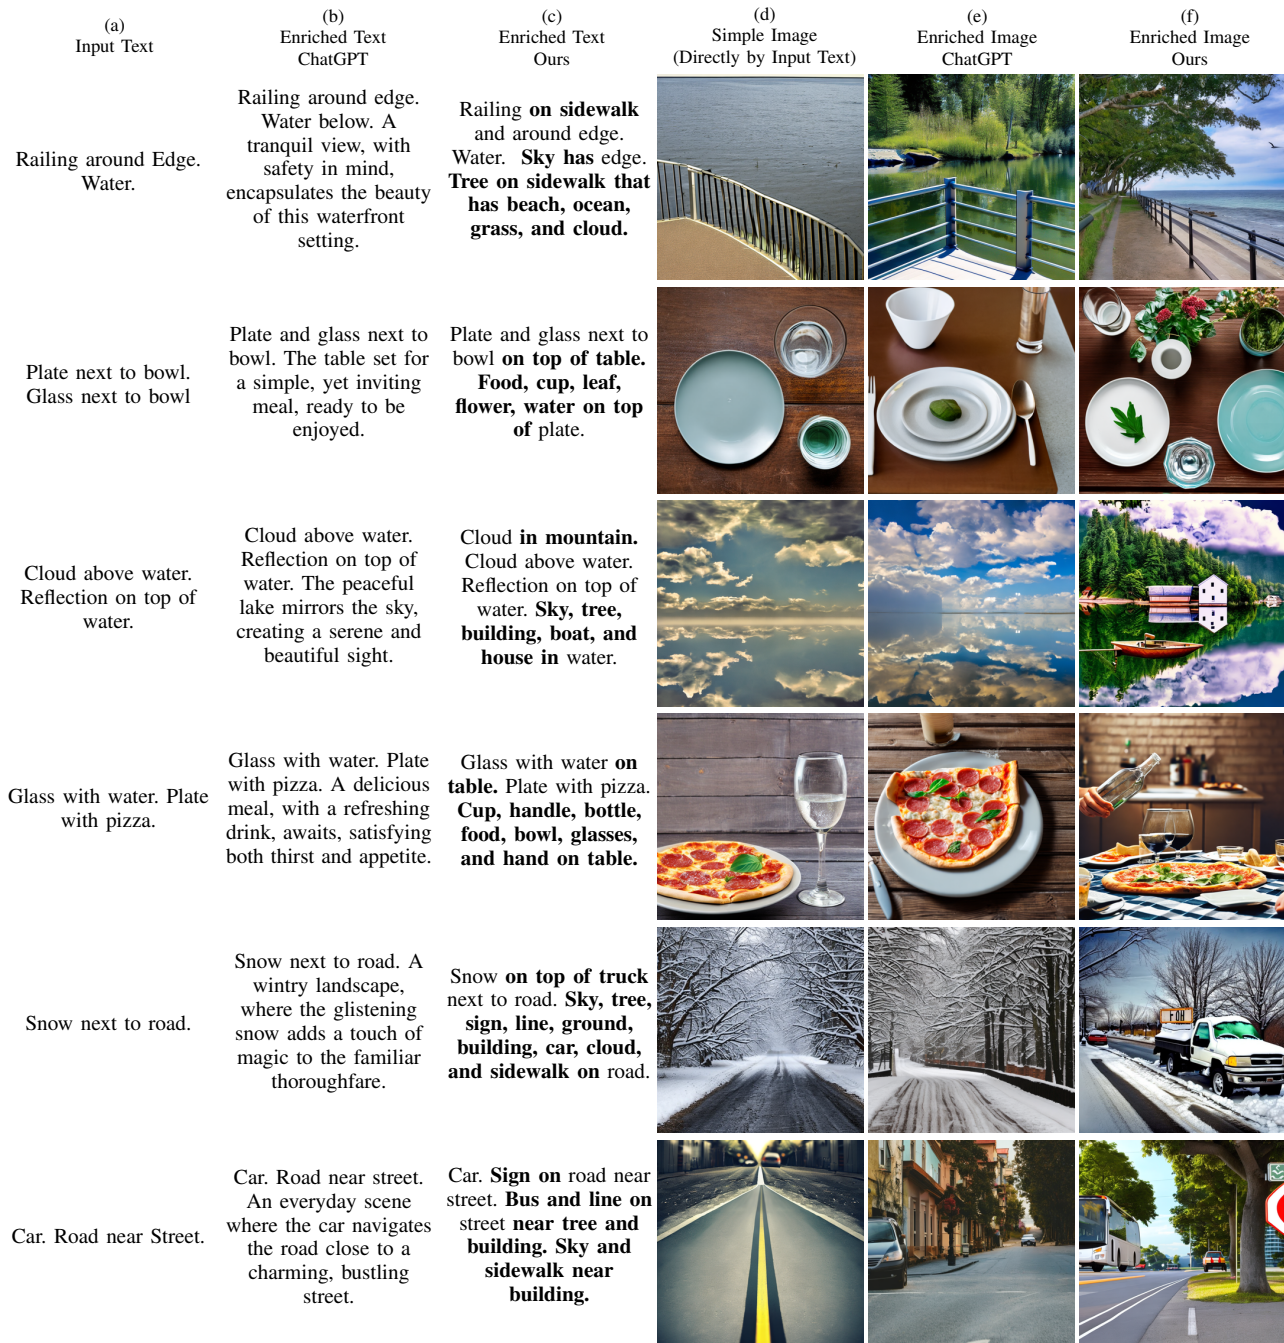 (a)
Input Text
(b)
Enriched Text
ChatGPT
(c)
Enriched Text
Ours
(d)
Simple Image
(Directly by Input Text)
(e)
Enriched Image
ChatGPT
(f)
Enriched Image
Ours
Railing around Edge.
Water.
Railing around edge.
Water below. A
tranquil view, with
safety in mind,
encapsulates the beauty
of this waterfront
setting.
Railing on sidewalk
and around edge.
Water. Sky has edge.
Tree on sidewalk that
has beach, ocean,
grass, and cloud.
Plate next to bowl.
Glass next to bowl
Plate and glass next to
bowl. The table set for
a simple, yet inviting
meal, ready to be
enjoyed.
Plate and glass next to
bowl on top of table.
Food, cup, leaf,
flower, water on top
of plate.
Cloud above water.
Reflection on top of
water.
Cloud above water.
Reflection on top of
water. The peaceful
lake mirrors the sky,
creating a serene and
beautiful sight.
Cloud in mountain.
Cloud above water.
Reflection on top of
water. Sky, tree,
building, boat, and
house in water.
Glass with water. Plate
with pizza.
Glass with water. Plate
with pizza. A delicious
meal, with a refreshing
drink, awaits, satisfying
both thirst and appetite.
Glass with water on
table. Plate with pizza.
Cup, handle, bottle,
food, bowl, glasses,
and hand on table.
Snow next to road.
Snow next to road. A
wintry landscape,
where the glistening
snow adds a touch of
magic to the familiar
thoroughfare.
Snow on top of truck
next to road. Sky, tree,
sign, line, ground,
building, car, cloud,
and sidewalk on road.
Car. Road near Street.
Car. Road near street.
An everyday scene
where the car navigates
the road close to a
charming, bustling
street.
Car. Sign on road near
street. Bus and line on
street near tree and
building. Sky and
sidewalk near
building.